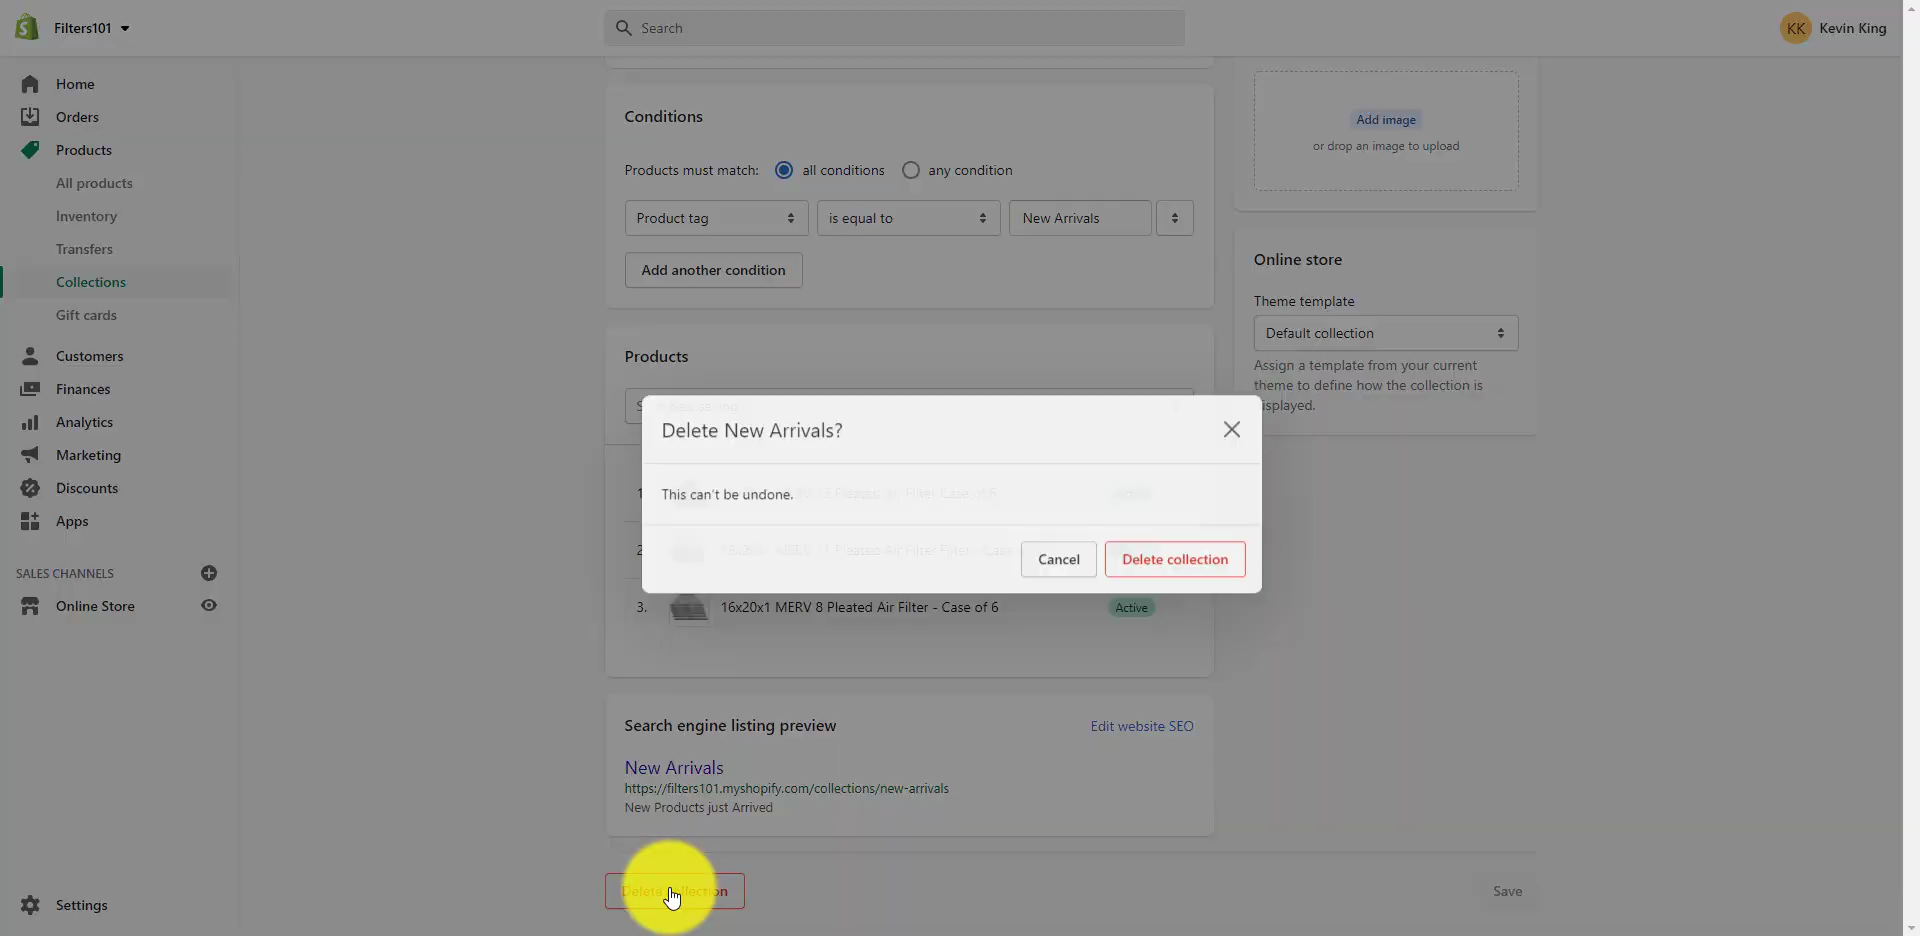 Filters101
Search
KK Kevin King
Home
Orders
Products
All products
Inventory
Transfers
Collections
Gift cards
Customers
Finances
Analytics
Marketing
Discounts
Apps
SALES CHANNELS
Online Store
Settings
Conditions
Products must match: all conditions any condition
Product tag is equal to New Arrivals
Add another condition
Products
Delete New Arrivals?
This can't be undone.
Cancel Delete collection
3. 16x20x1 MERV 8 Pleated Air Filter - Case of 6 Active
Search engine listing preview Edit website SEO
New Arrivals
https://filters101.myshopify.com/collections/new-arrivals
New Products just Arrived
Delete collection
Save
Add image
or drop an image to upload
Online store
Theme template
Default collection
Assign a template from your current
theme to define how the collection is
displayed.